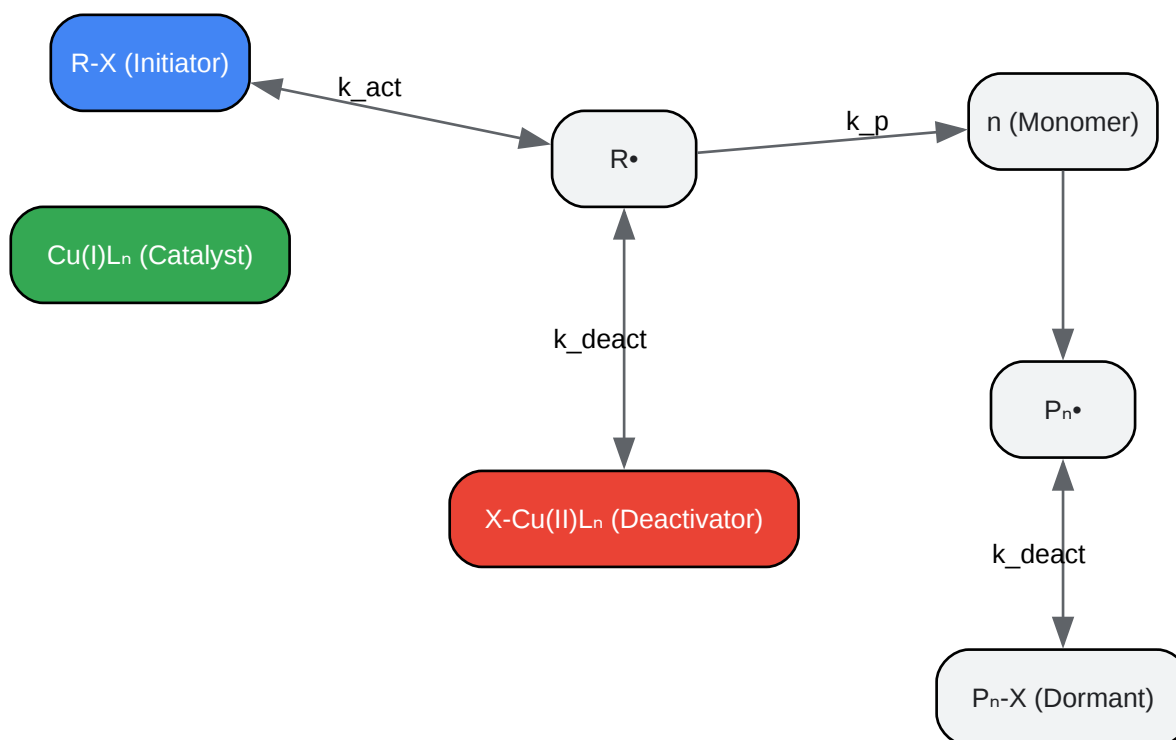 R-X (Initiator)
k_act
R•
k_p
n (Monomer)
Cu(I)Lₙ (Catalyst)
k_deact
X-Cu(II)Lₙ (Deactivator)
Pₙ•
k_deact
Pₙ-X (Dormant)